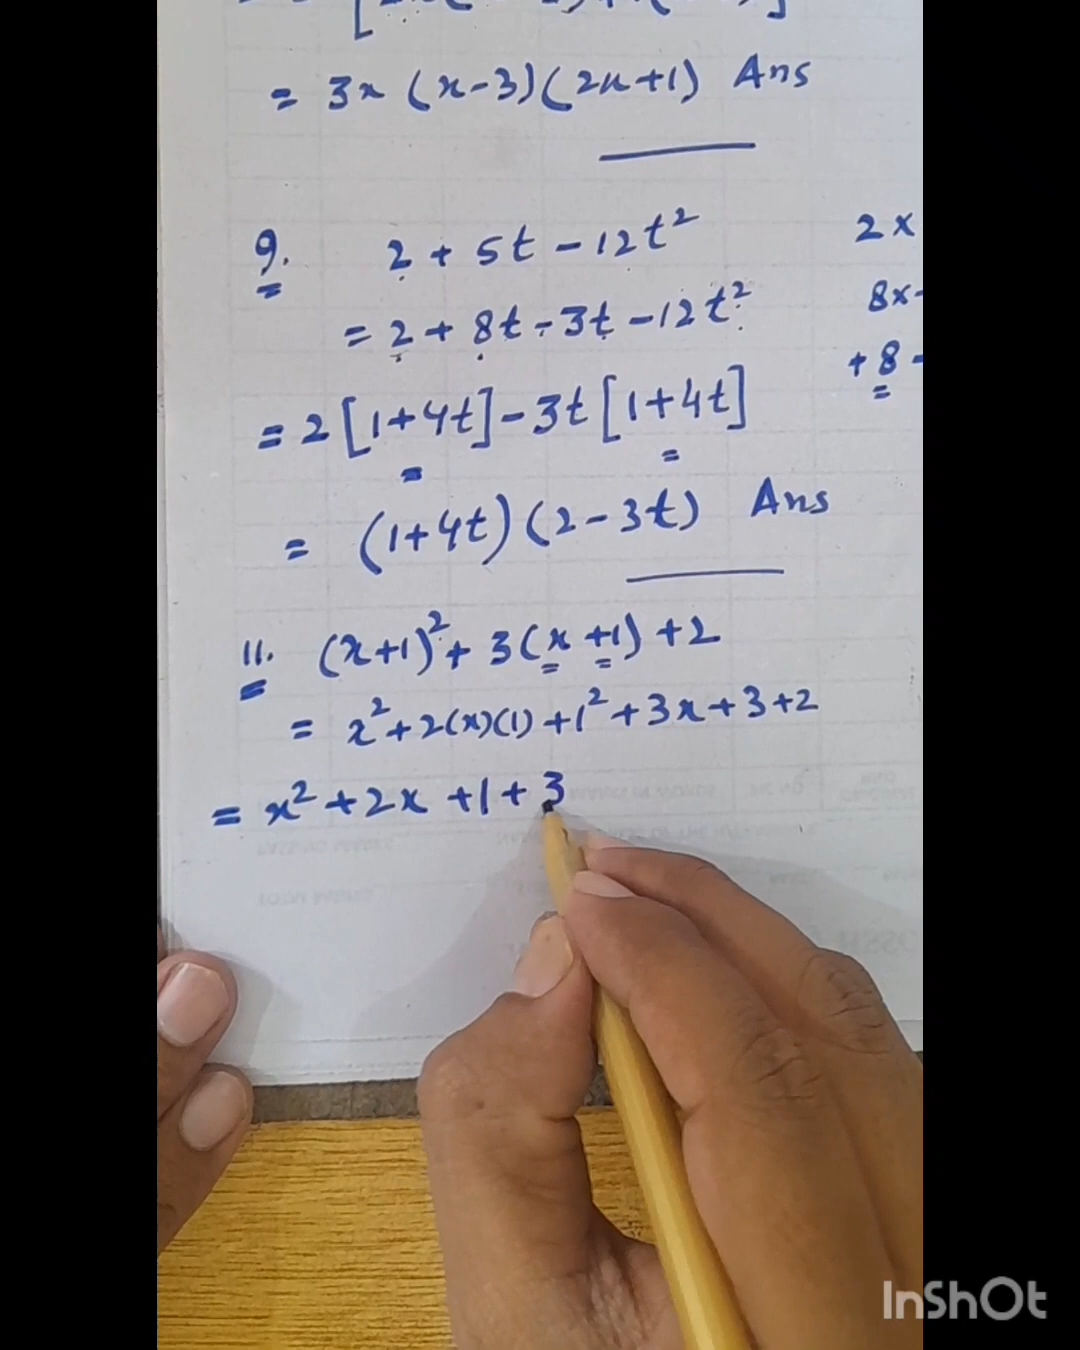 = 3x (x-3)(2x+1) Ans
9. 2 + 5t - 12t² 2 x
= 2 + 8t - 3t - 12t² 8x-
= 2 [1+4t] - 3t [1+4t] + 8 -
= (1+4t) (2-3t) Ans
11. (x+1)² + 3(x+1) + 2
= x² + 2(x)(1) + 1² + 3x + 3 + 2
= x² + 2x + 1 + 3
InShOt